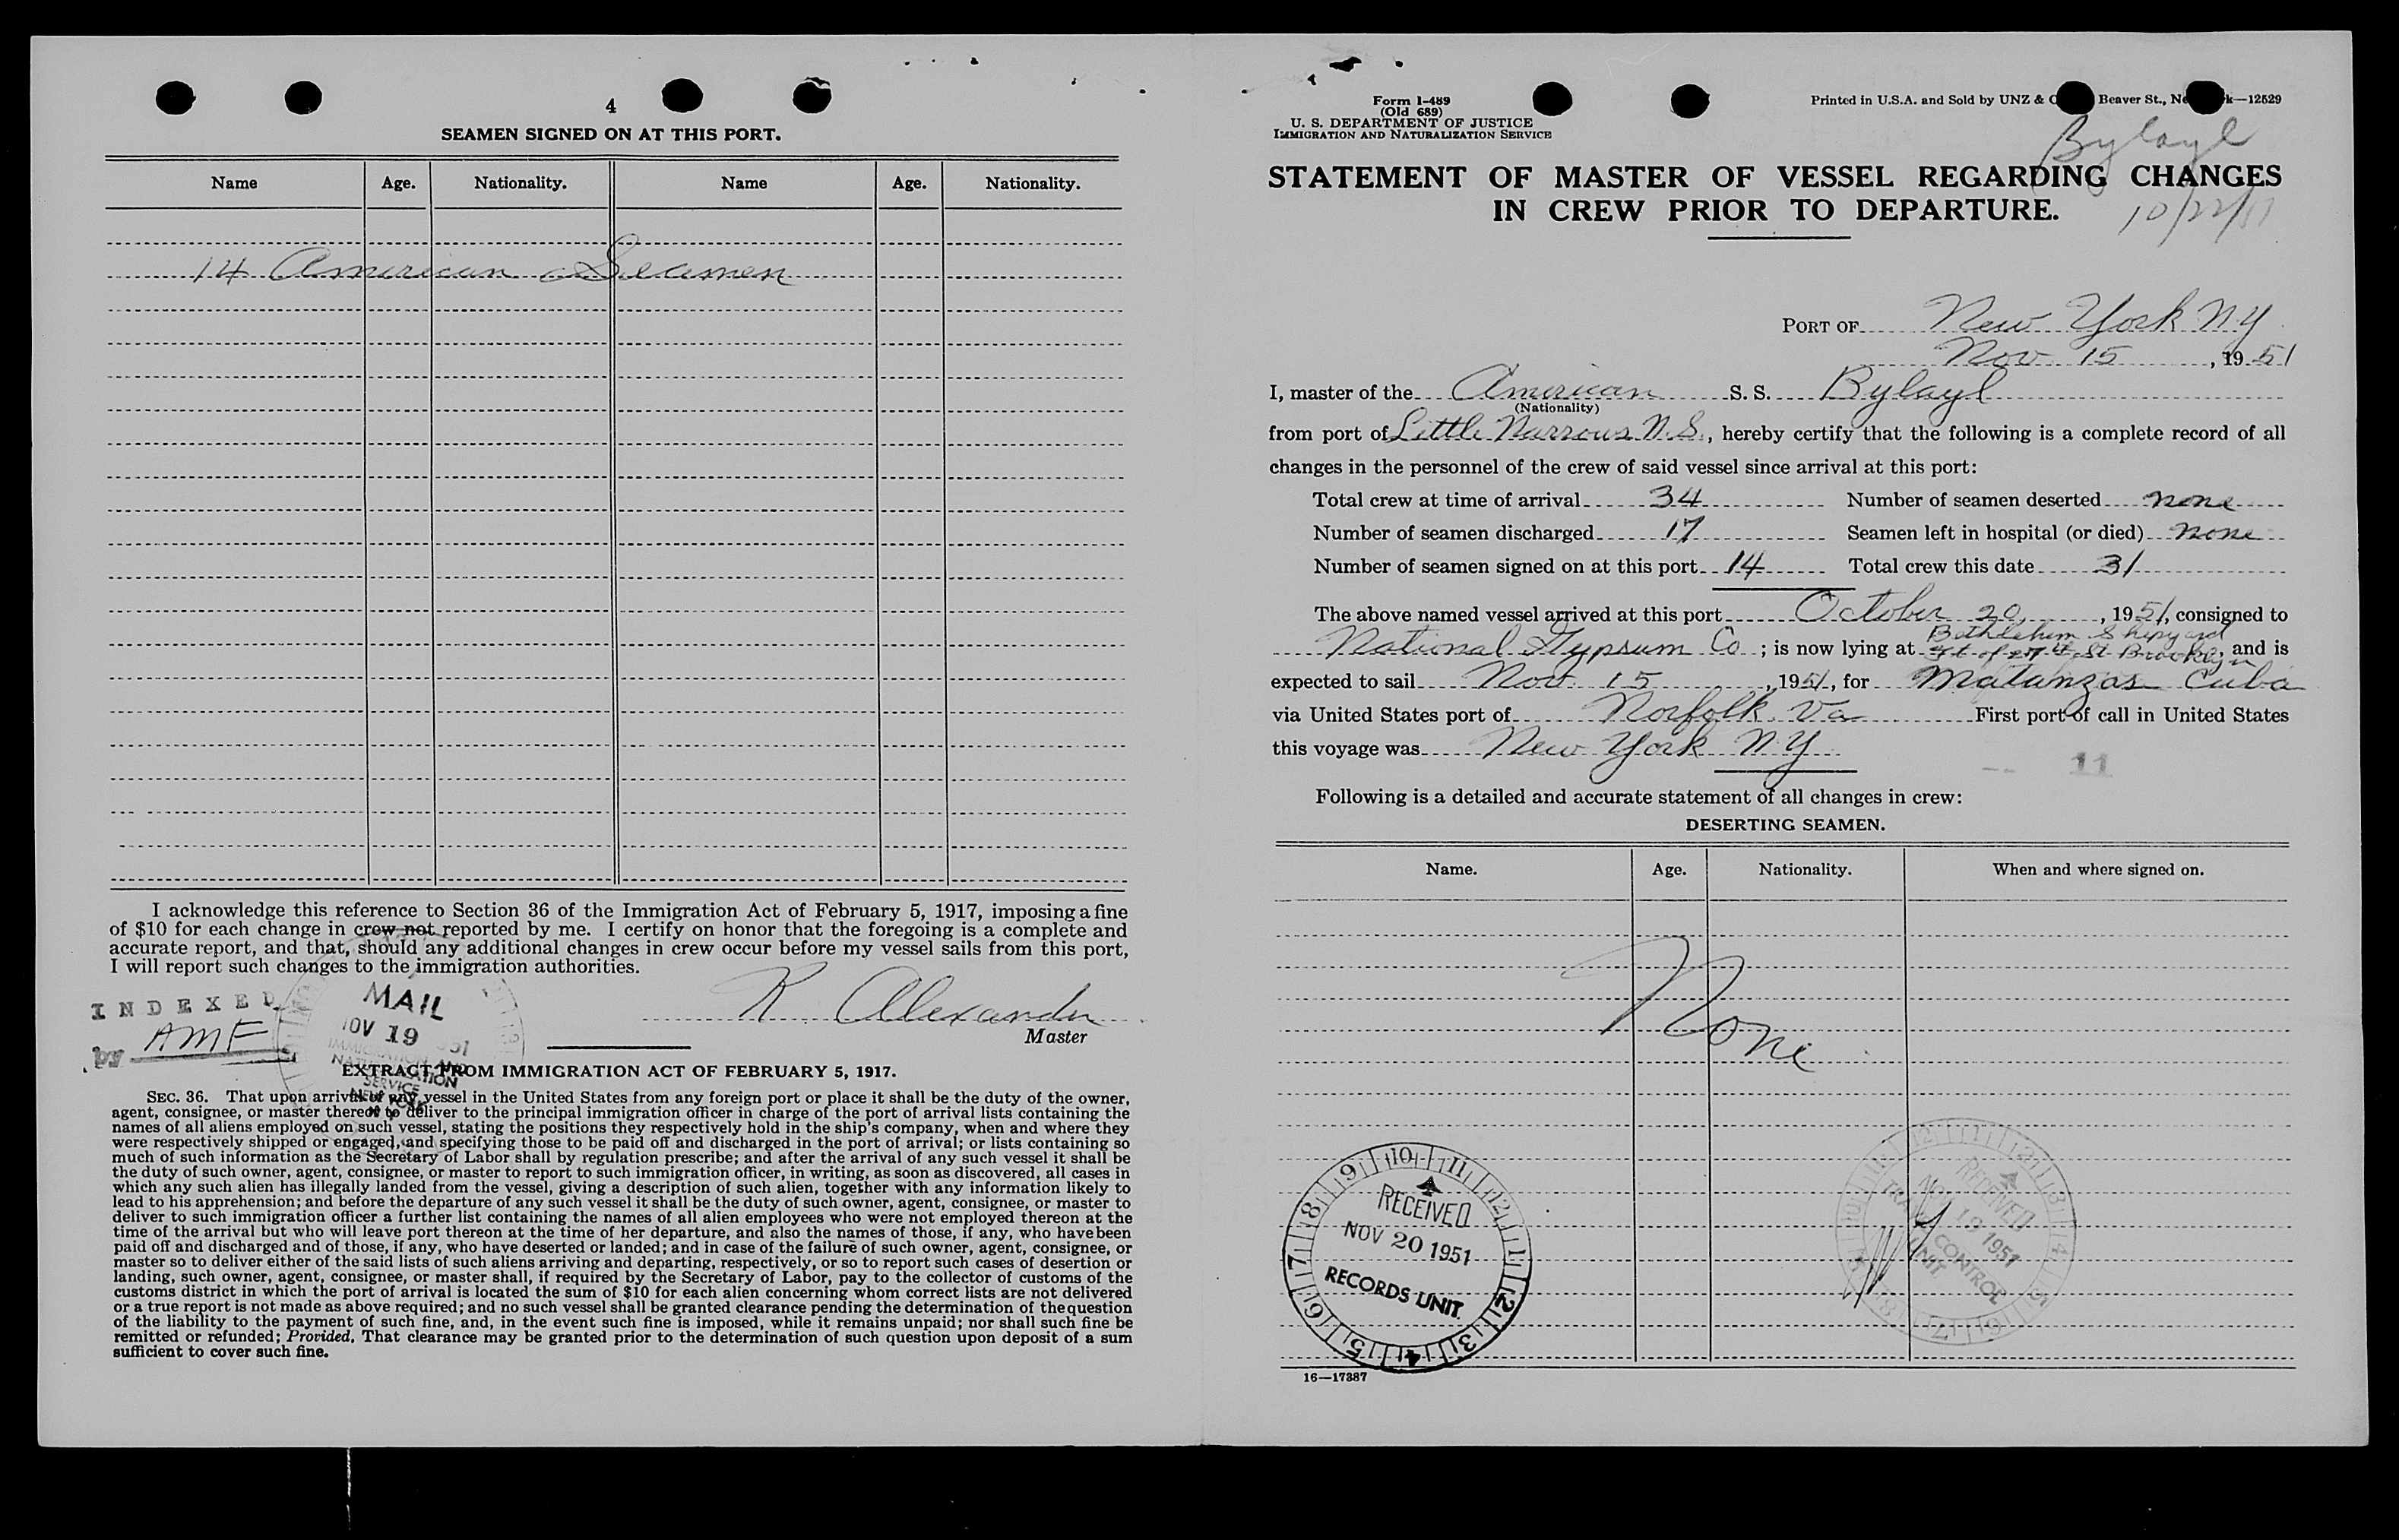 4
SEAMEN SIGNED ON AT THIS PORT.
Name Age. Nationality. Name Age. Nationality.
14 American Seamen
I acknowledge this reference to Section 36 of the Immigration Act of February 5, 1917, imposing a fine
of $10 for each change in crew not reported by me. I certify on honor that the foregoing is a complete and
accurate report, and that, should any additional changes in crew occur before my vessel sails from this port,
I will report such changes to the immigration authorities.
R. Alexander
Master
INDEXED
by AMF
MAIL
NOV 19 51
IMMIGRATION AND
NATURALIZATION
SERVICE
NEW YORK
EXTRACT FROM IMMIGRATION ACT OF FEBRUARY 5, 1917.
SEC. 36. That upon arrival of any vessel in the United States from any foreign port or place it shall be the duty of the owner,
agent, consignee, or master thereof to deliver to the principal immigration officer in charge of the port of arrival lists containing the
names of all aliens employed on such vessel, stating the positions they respectively hold in the ship's company, when and where they
were respectively shipped or engaged, and specifying those to be paid off and discharged in the port of arrival; or lists containing so
much of such information as the Secretary of Labor shall by regulation prescribe; and after the arrival of any such vessel it shall be
the duty of such owner, agent, consignee, or master to report to such immigration officer, in writing, as soon as discovered, all cases in
which any such alien has illegally landed from the vessel, giving a description of such alien, together with any information likely to
lead to his apprehension; and before the departure of any such vessel it shall be the duty of such owner, agent, consignee, or master to
deliver to such immigration officer a further list containing the names of all alien employees who were not employed thereon at the
time of the arrival but who will leave port thereon at the time of her departure, and also the names of those, if any, who have been
paid off and discharged and of those, if any, who have deserted or landed; and in case of the failure of such owner, agent, consignee, or
master so to deliver either of the said lists of such aliens arriving and departing, respectively, or so to report such cases of desertion or
landing, such owner, agent, consignee, or master shall, if required by the Secretary of Labor, pay to the collector of customs of the
customs district in which the port of arrival is located the sum of $10 for each alien concerning whom correct lists are not delivered
or a true report is not made as above required; and no such vessel shall be granted clearance pending the determination of the question
of the liability to the payment of such fine, and, in the event such fine is imposed, while it remains unpaid; nor shall such fine be
remitted or refunded; Provided, That clearance may be granted prior to the determination of such question upon deposit of a sum
sufficient to cover such fine.
Form I-489
(Old 689)
U. S. DEPARTMENT OF JUSTICE
IMMIGRATION AND NATURALIZATION SERVICE
Printed in U.S.A. and Sold by UNZ & C Beaver St., Ne k—12529
Bylayl
10/22/51
STATEMENT OF MASTER OF VESSEL REGARDING CHANGES
IN CREW PRIOR TO DEPARTURE.
PORT OF New York N.Y.
Nov 15, 1951
I, master of the American S. S. Bylayl
(Nationality)
from port of Little Narrows N.S., hereby certify that the following is a complete record of all
changes in the personnel of the crew of said vessel since arrival at this port:
Total crew at time of arrival 34 Number of seamen deserted none
Number of seamen discharged 17 Seamen left in hospital (or died) none
Number of seamen signed on at this port 14 Total crew this date 31
The above named vessel arrived at this port October 20, 1951, consigned to
National Gypsum Co; is now lying at Bethlehem Shipyard ft of 27th St Brooklyn, and is
expected to sail Nov 15, 1951, for Matanzas Cuba
via United States port of Norfolk Va First port of call in United States
this voyage was New York N.Y.
11
Following is a detailed and accurate statement of all changes in crew:
DESERTING SEAMEN.
Name. Age. Nationality. When and where signed on.
None
RECEIVED
NOV 20 1951
RECORDS UNIT.
RECEIVED
NOV 19 1951
CONTROL
UNIT
16—17387